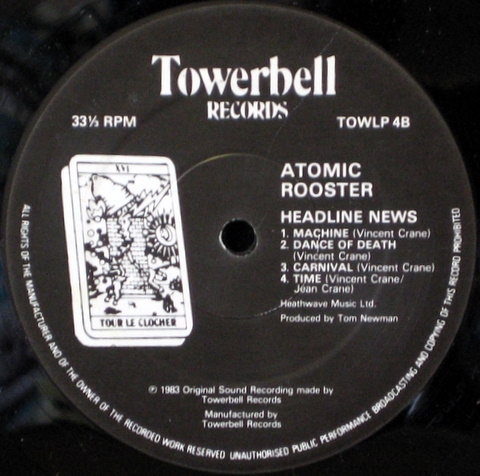 Towerbell
RECORDS
33⅓ RPM
TOWLP 4B
XVI
TOUR LE CLOCHER
ATOMIC
ROOSTER
HEADLINE NEWS
1. MACHINE (Vincent Crane)
2. DANCE OF DEATH
(Vincent Crane)
3. CARNIVAL (Vincent Crane)
4. TIME (Vincent Crane/
Jean Crane)
Heathwave Music Ltd.
Produced by Tom Newman
℗ 1983 Original Sound Recording made by
Towerbell Records
Manufactured by
Towerbell Records
ALL RIGHTS OF THE MANUFACTURER AND OF THE OWNER OF THE RECORDED WORK RESERVED UNAUTHORISED PUBLIC PERFORMANCE BROADCASTING AND COPYING OF THIS RECORD PROHIBITED